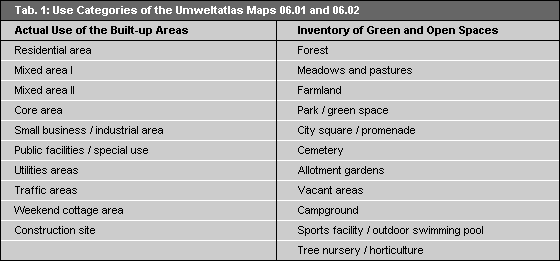 Tab. 1: Use Categories of the Umweltatlas Maps 06.01 and 06.02
Actual Use of the Built-up Areas Inventory of Green and Open Spaces
Residential area Forest
Mixed area I Meadows and pastures
Mixed area II Farmland
Core area Park / green space
Small business / industrial area City square / promenade
Public facilities / special use Cemetery
Utilities areas Allotment gardens
Traffic areas Vacant areas
Weekend cottage area Campground
Construction site Sports facility / outdoor swimming pool
Tree nursery / horticulture